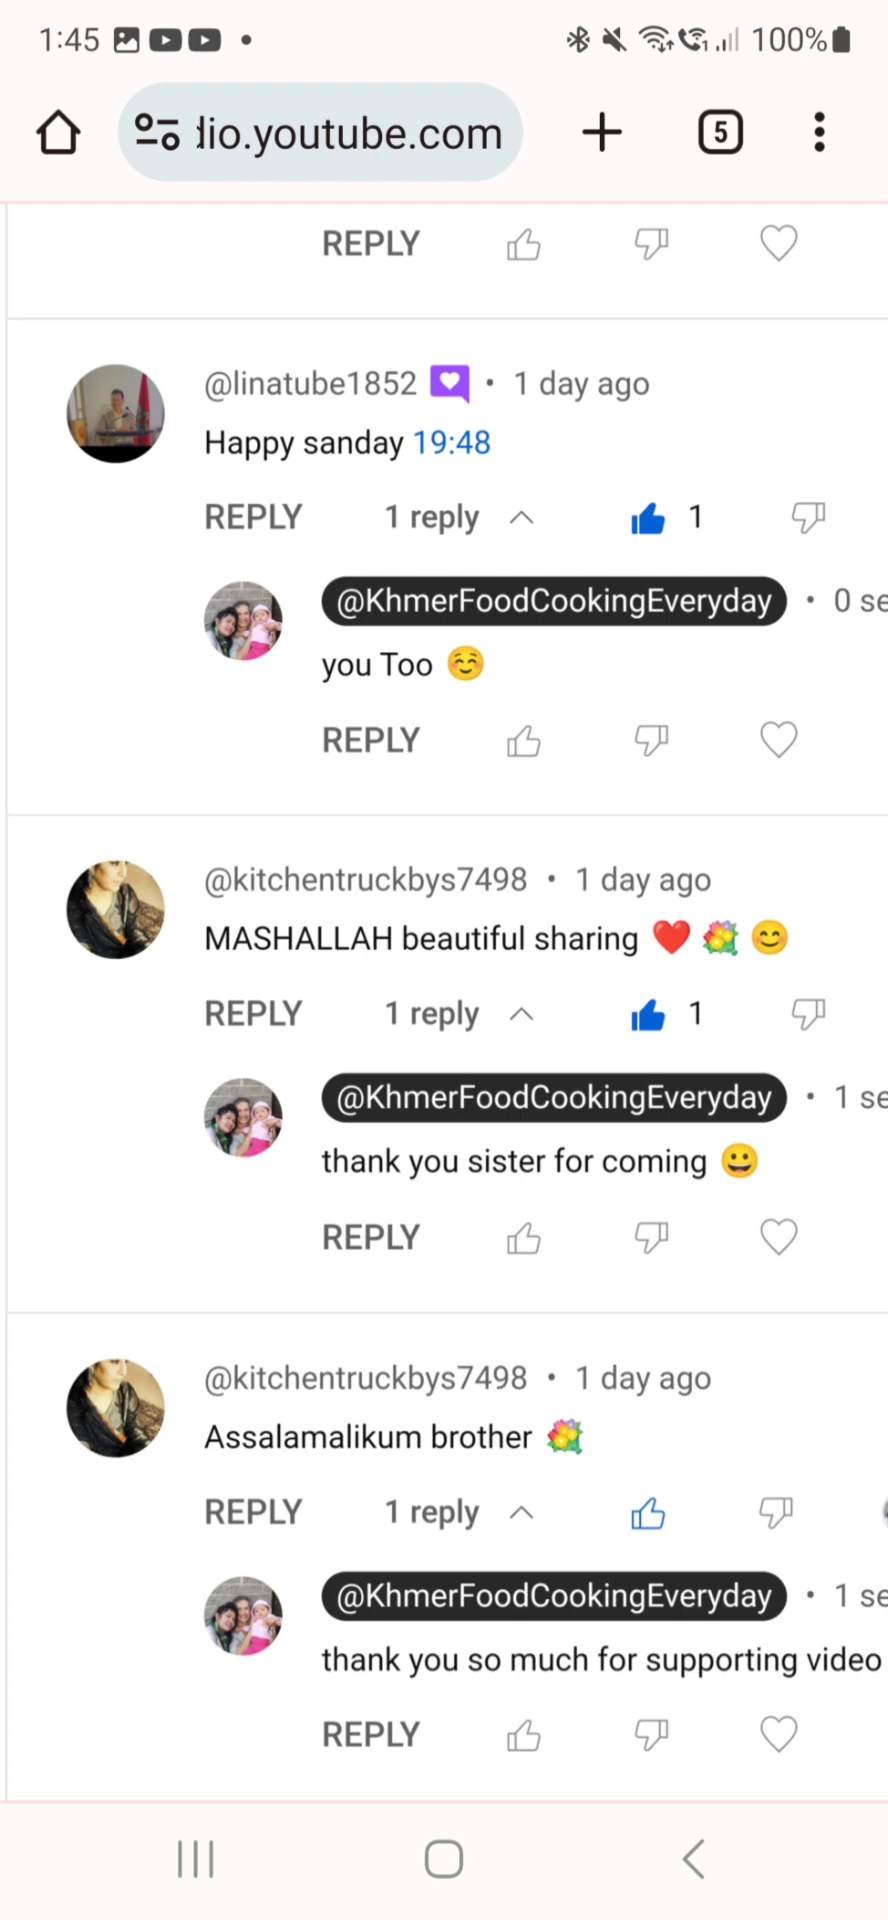 1:45
100%
dio.youtube.com
5
REPLY
@linatube1852 • 1 day ago
Happy sanday 19:48
REPLY 1 reply 1
@KhmerFoodCookingEveryday • 0 se
you Too ☺️
REPLY
@kitchentruckbys7498 • 1 day ago
MASHALLAH beautiful sharing ❤️ 💐 😊
REPLY 1 reply 1
@KhmerFoodCookingEveryday • 1 se
thank you sister for coming 😀
REPLY
@kitchentruckbys7498 • 1 day ago
Assalamalikum brother 💐
REPLY 1 reply
@KhmerFoodCookingEveryday • 1 se
thank you so much for supporting video
REPLY